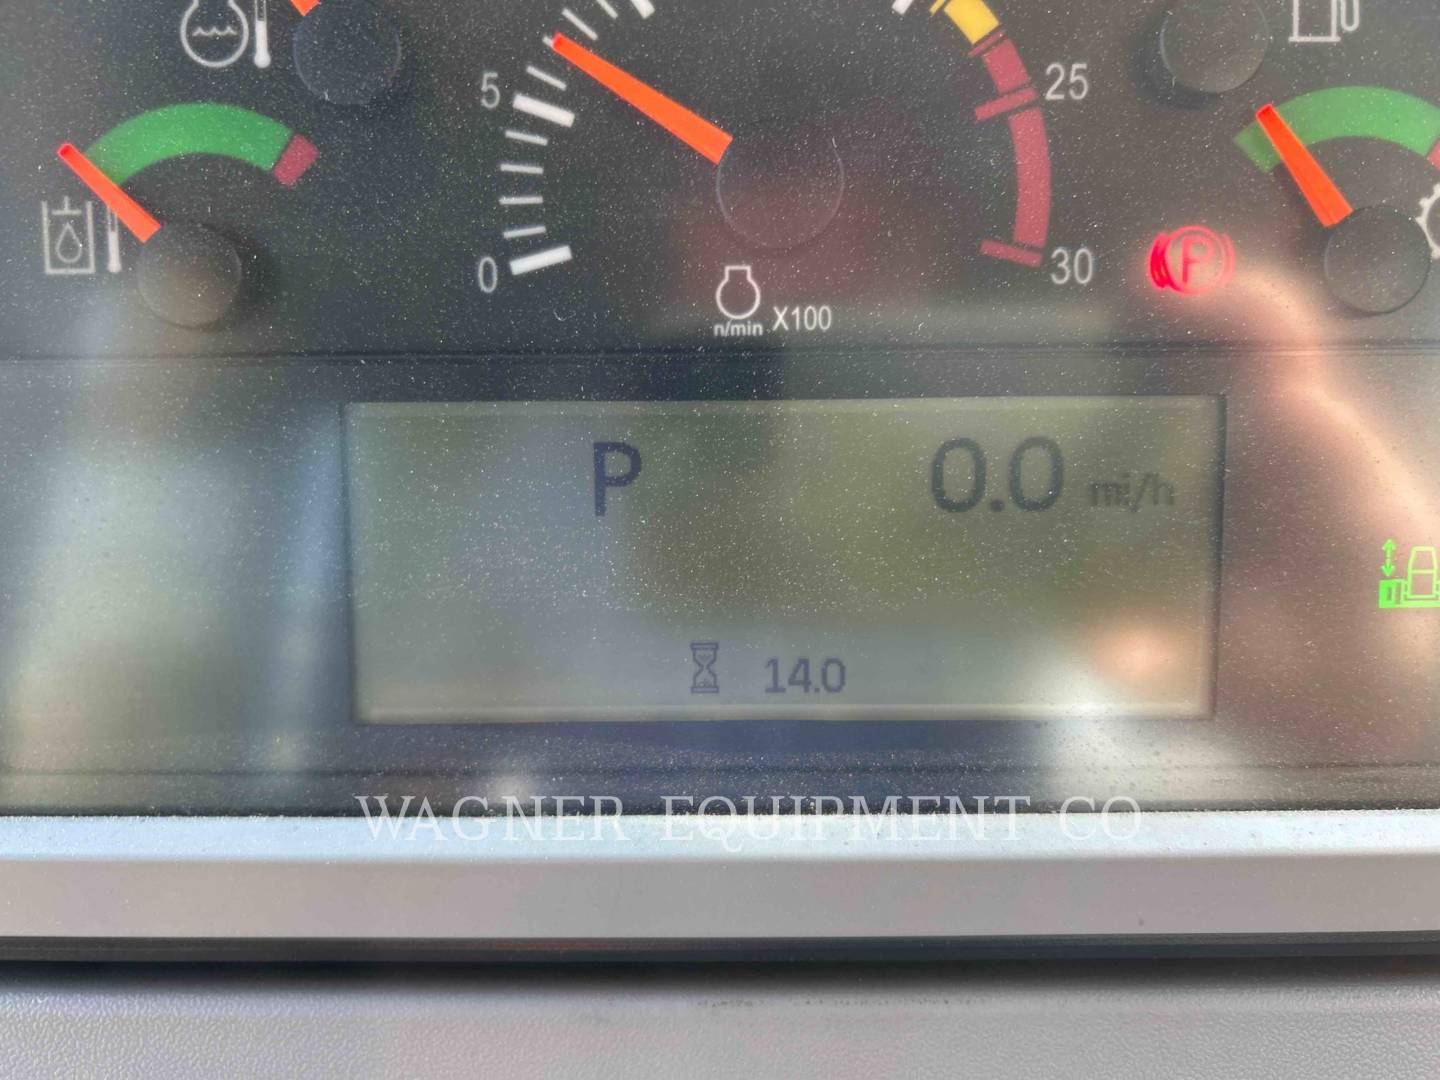 5
25
0
30
n/min X100
P
P 0.0 mi/h
14.0
WAGNER EQUIPMENT CO